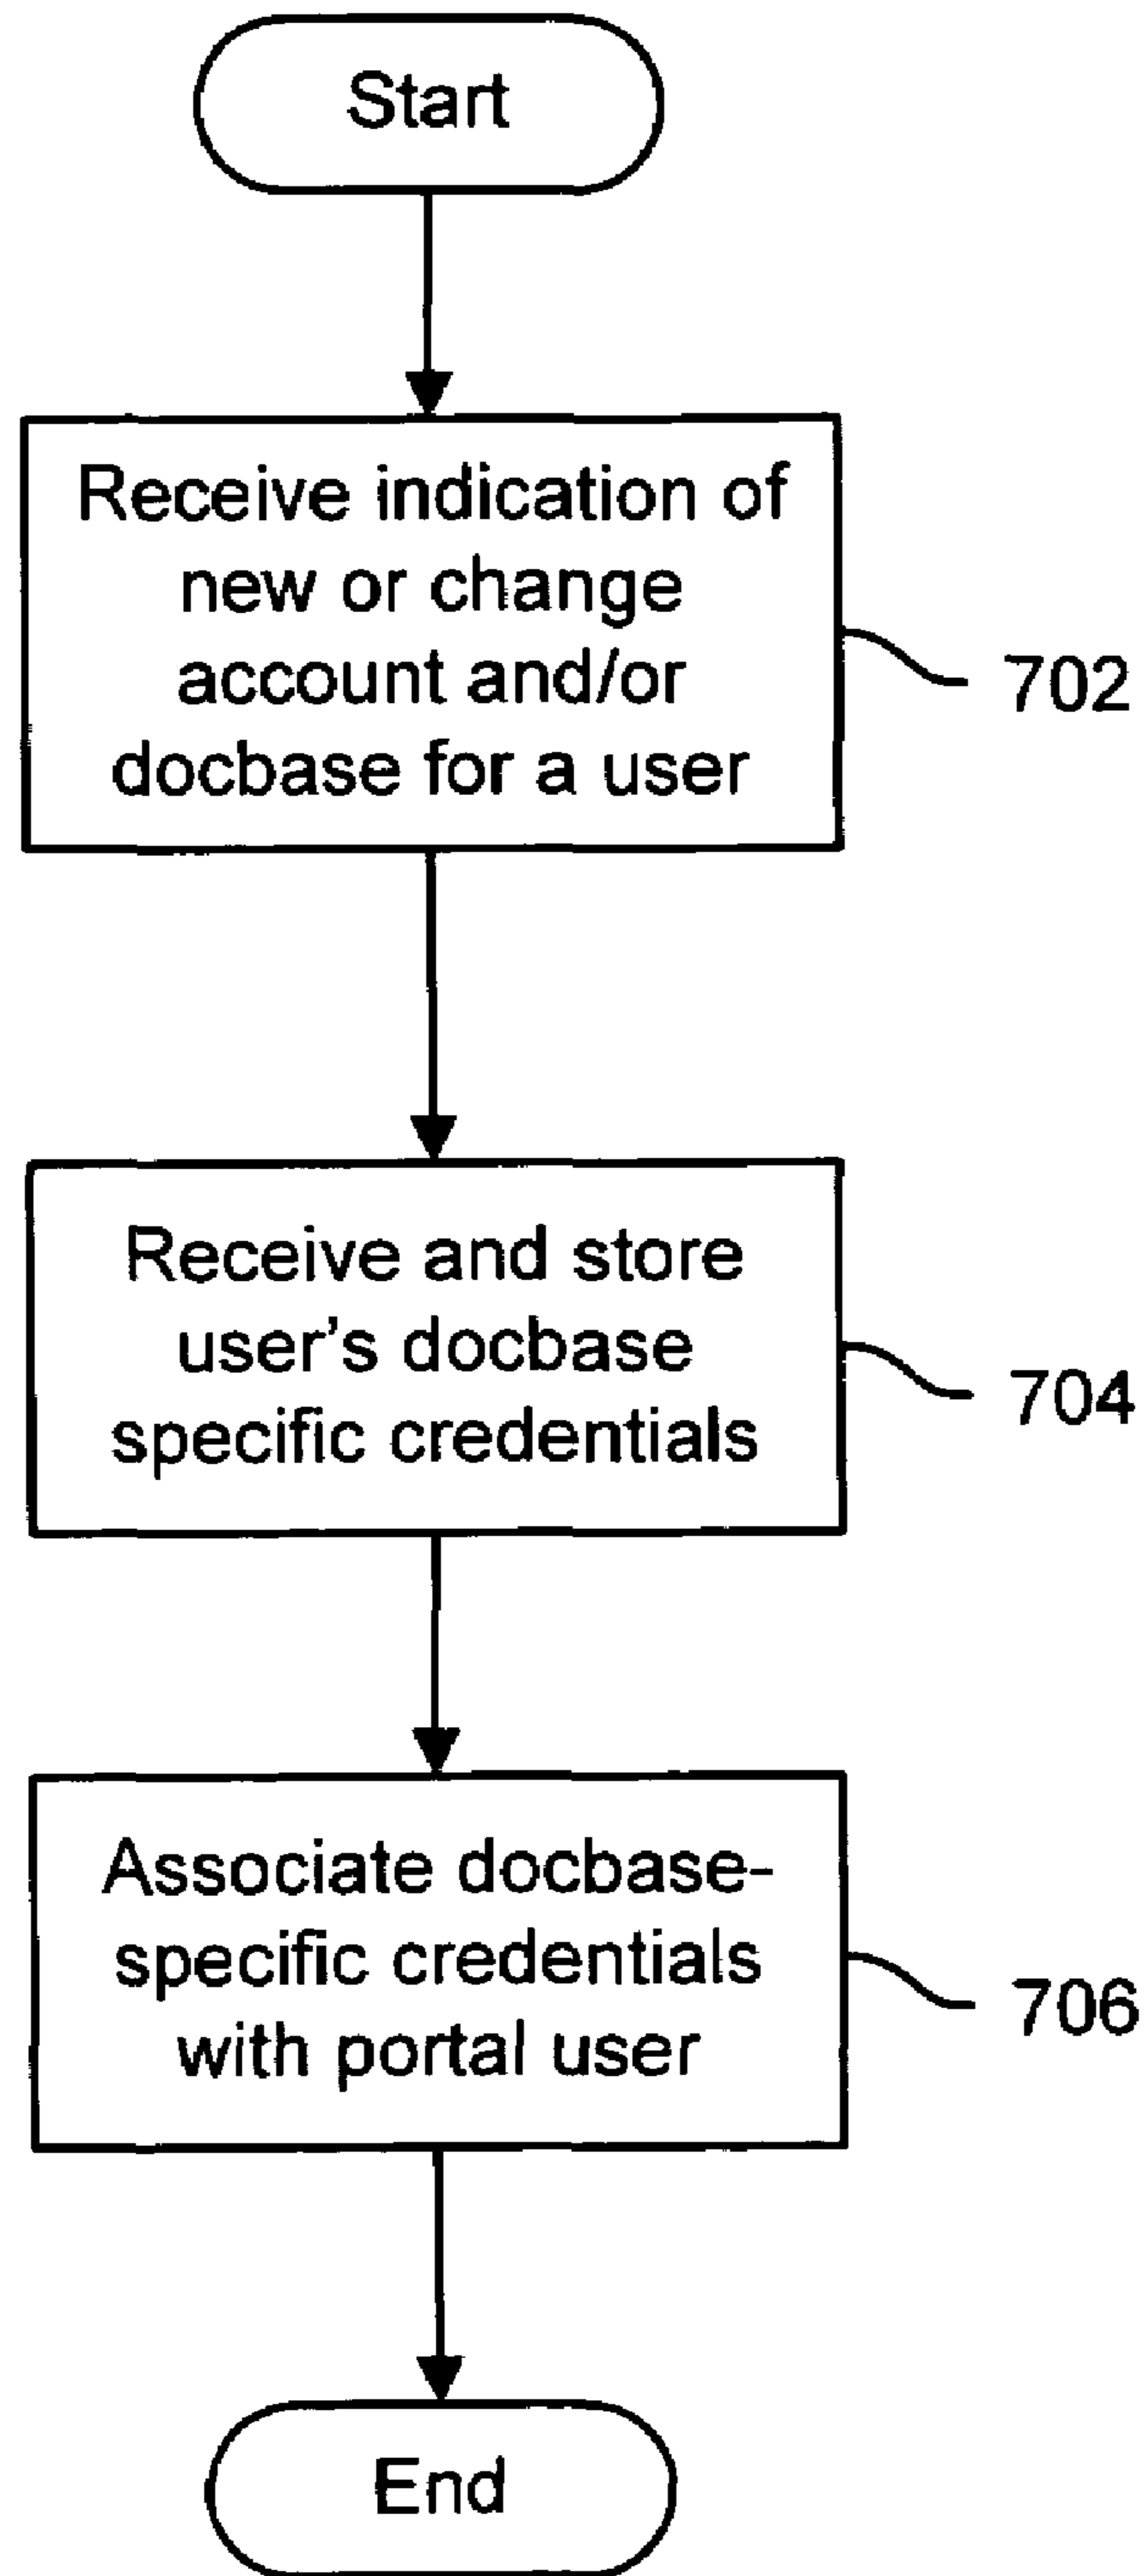 Start
Receive indication of
new or change
account and/or
docbase for a user
702
Receive and store
user's docbase
specific credentials
704
Associate docbase-
specific credentials
with portal user
706
End